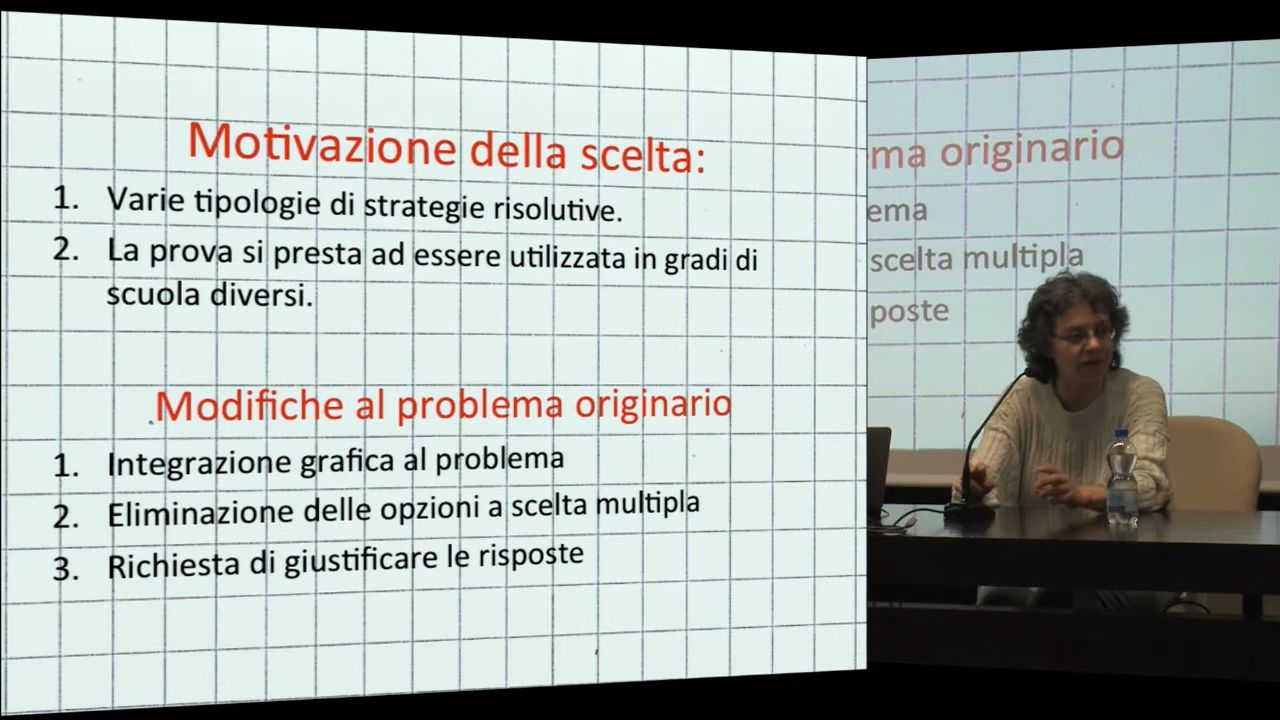 Motivazione della scelta:
1. Varie tipologie di strategie risolutive.
2. La prova si presta ad essere utilizzata in gradi di
scuola diversi.
Modifiche al problema originario
1. Integrazione grafica al problema
2. Eliminazione delle opzioni a scelta multipla
3. Richiesta di giustificare le risposte
ma originario
ema
scelta multipla
poste